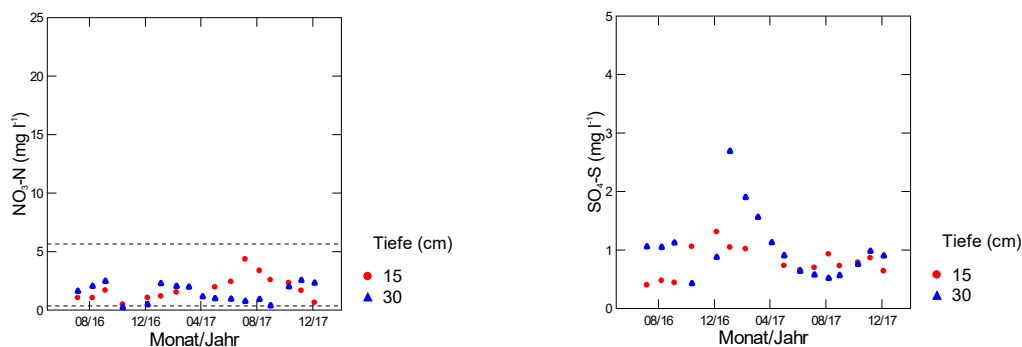 25
20
15
10
5
0
NO₃-N (mg l⁻¹)
08/16 12/16 04/17 08/17 12/17
Monat/Jahr
Tiefe (cm)
15
30
5
4
3
2
1
0
SO₄-S (mg l⁻¹)
08/16 12/16 04/17 08/17 12/17
Monat/Jahr
Tiefe (cm)
15
30